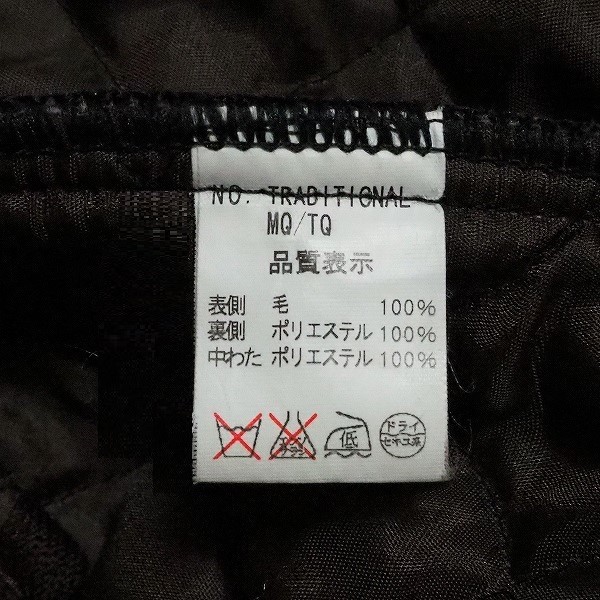 NO. TRADITIONAL
MQ/TQ
品質表示
表側 毛 100%
裏側 ポリエステル 100%
中わた ポリエステル 100%
低 ドライ
セキユ系